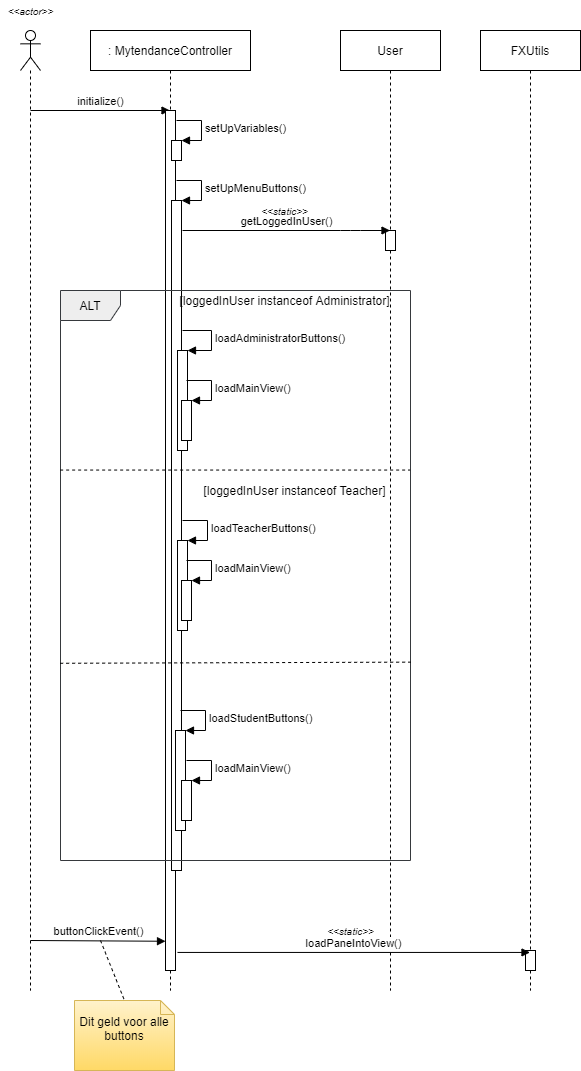 <<actor>>
: MytendanceController
User
FXUtils
initialize()
setUpVariables()
setUpMenuButtons()
<<static>>
getLoggedInUser()
ALT
[loggedInUser instanceof Administrator]
loadAdministratorButtons()
loadMainView()
[loggedInUser instanceof Teacher]
loadTeacherButtons()
loadMainView()
loadStudentButtons()
loadMainView()
buttonClickEvent()
<<static>>
loadPaneIntoView()
Dit geld voor alle
buttons